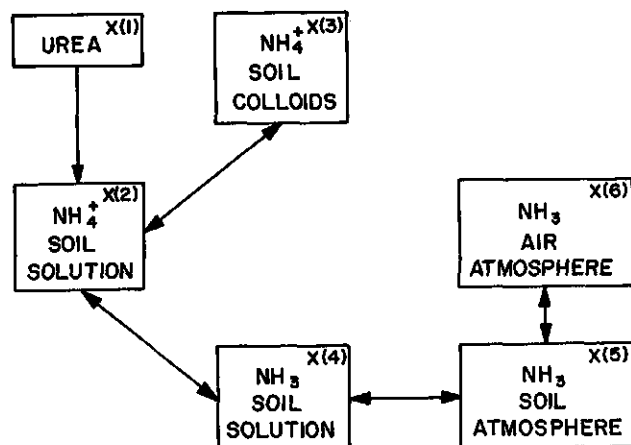 X(1)
UREA
X(3)
NH₄⁺
SOIL
COLLOIDS
X(2)
NH₄⁺
SOIL
SOLUTION
X(6)
NH₃
AIR
ATMOSPHERE
X(4)
NH₃
SOIL
SOLUTION
X(5)
NH₃
SOIL
ATMOSPHERE